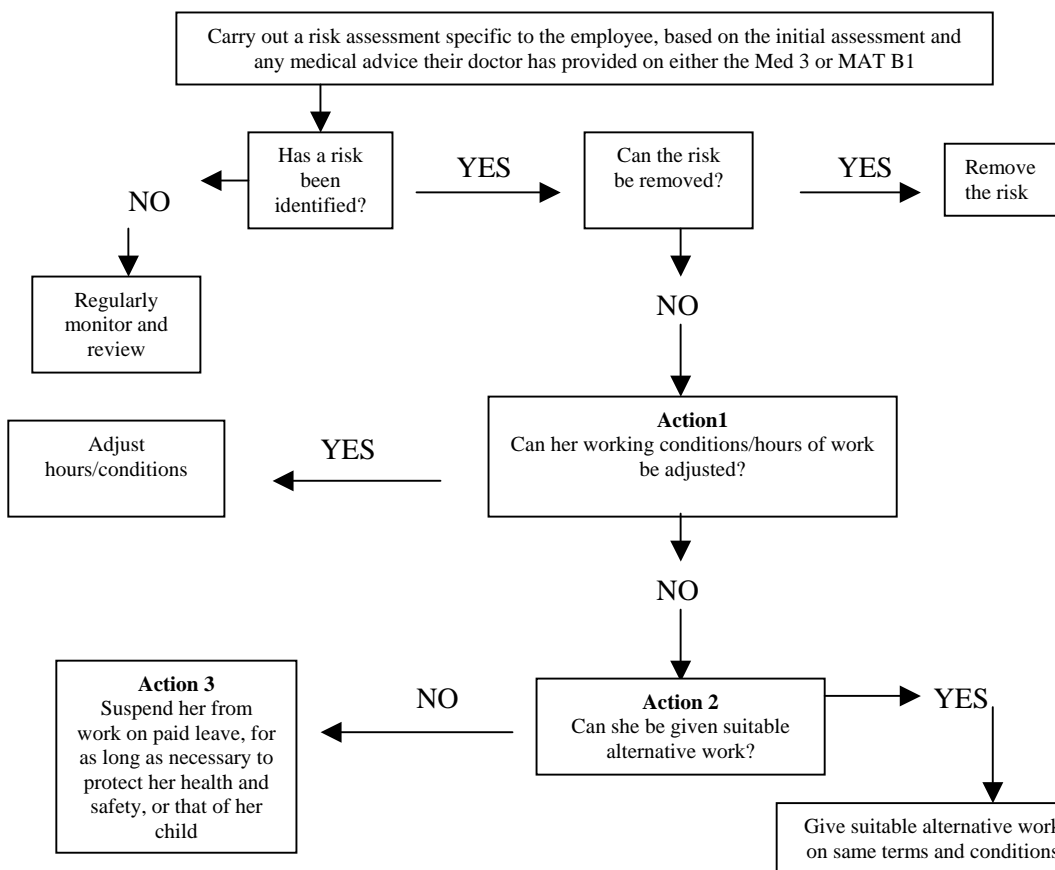 Carry out a risk assessment specific to the employee, based on the initial assessment and
any medical advice their doctor has provided on either the Med 3 or MAT B1
Has a risk
been
identified?
YES
Can the risk
be removed?
YES
Remove
the risk
NO
Regularly
monitor and
review
NO
Action1
Can her working conditions/hours of work
be adjusted?
YES
Adjust
hours/conditions
NO
Action 2
Can she be given suitable
alternative work?
NO
Action 3
Suspend her from
work on paid leave, for
as long as necessary to
protect her health and
safety, or that of her
child
YES
Give suitable alternative work
on same terms and conditions